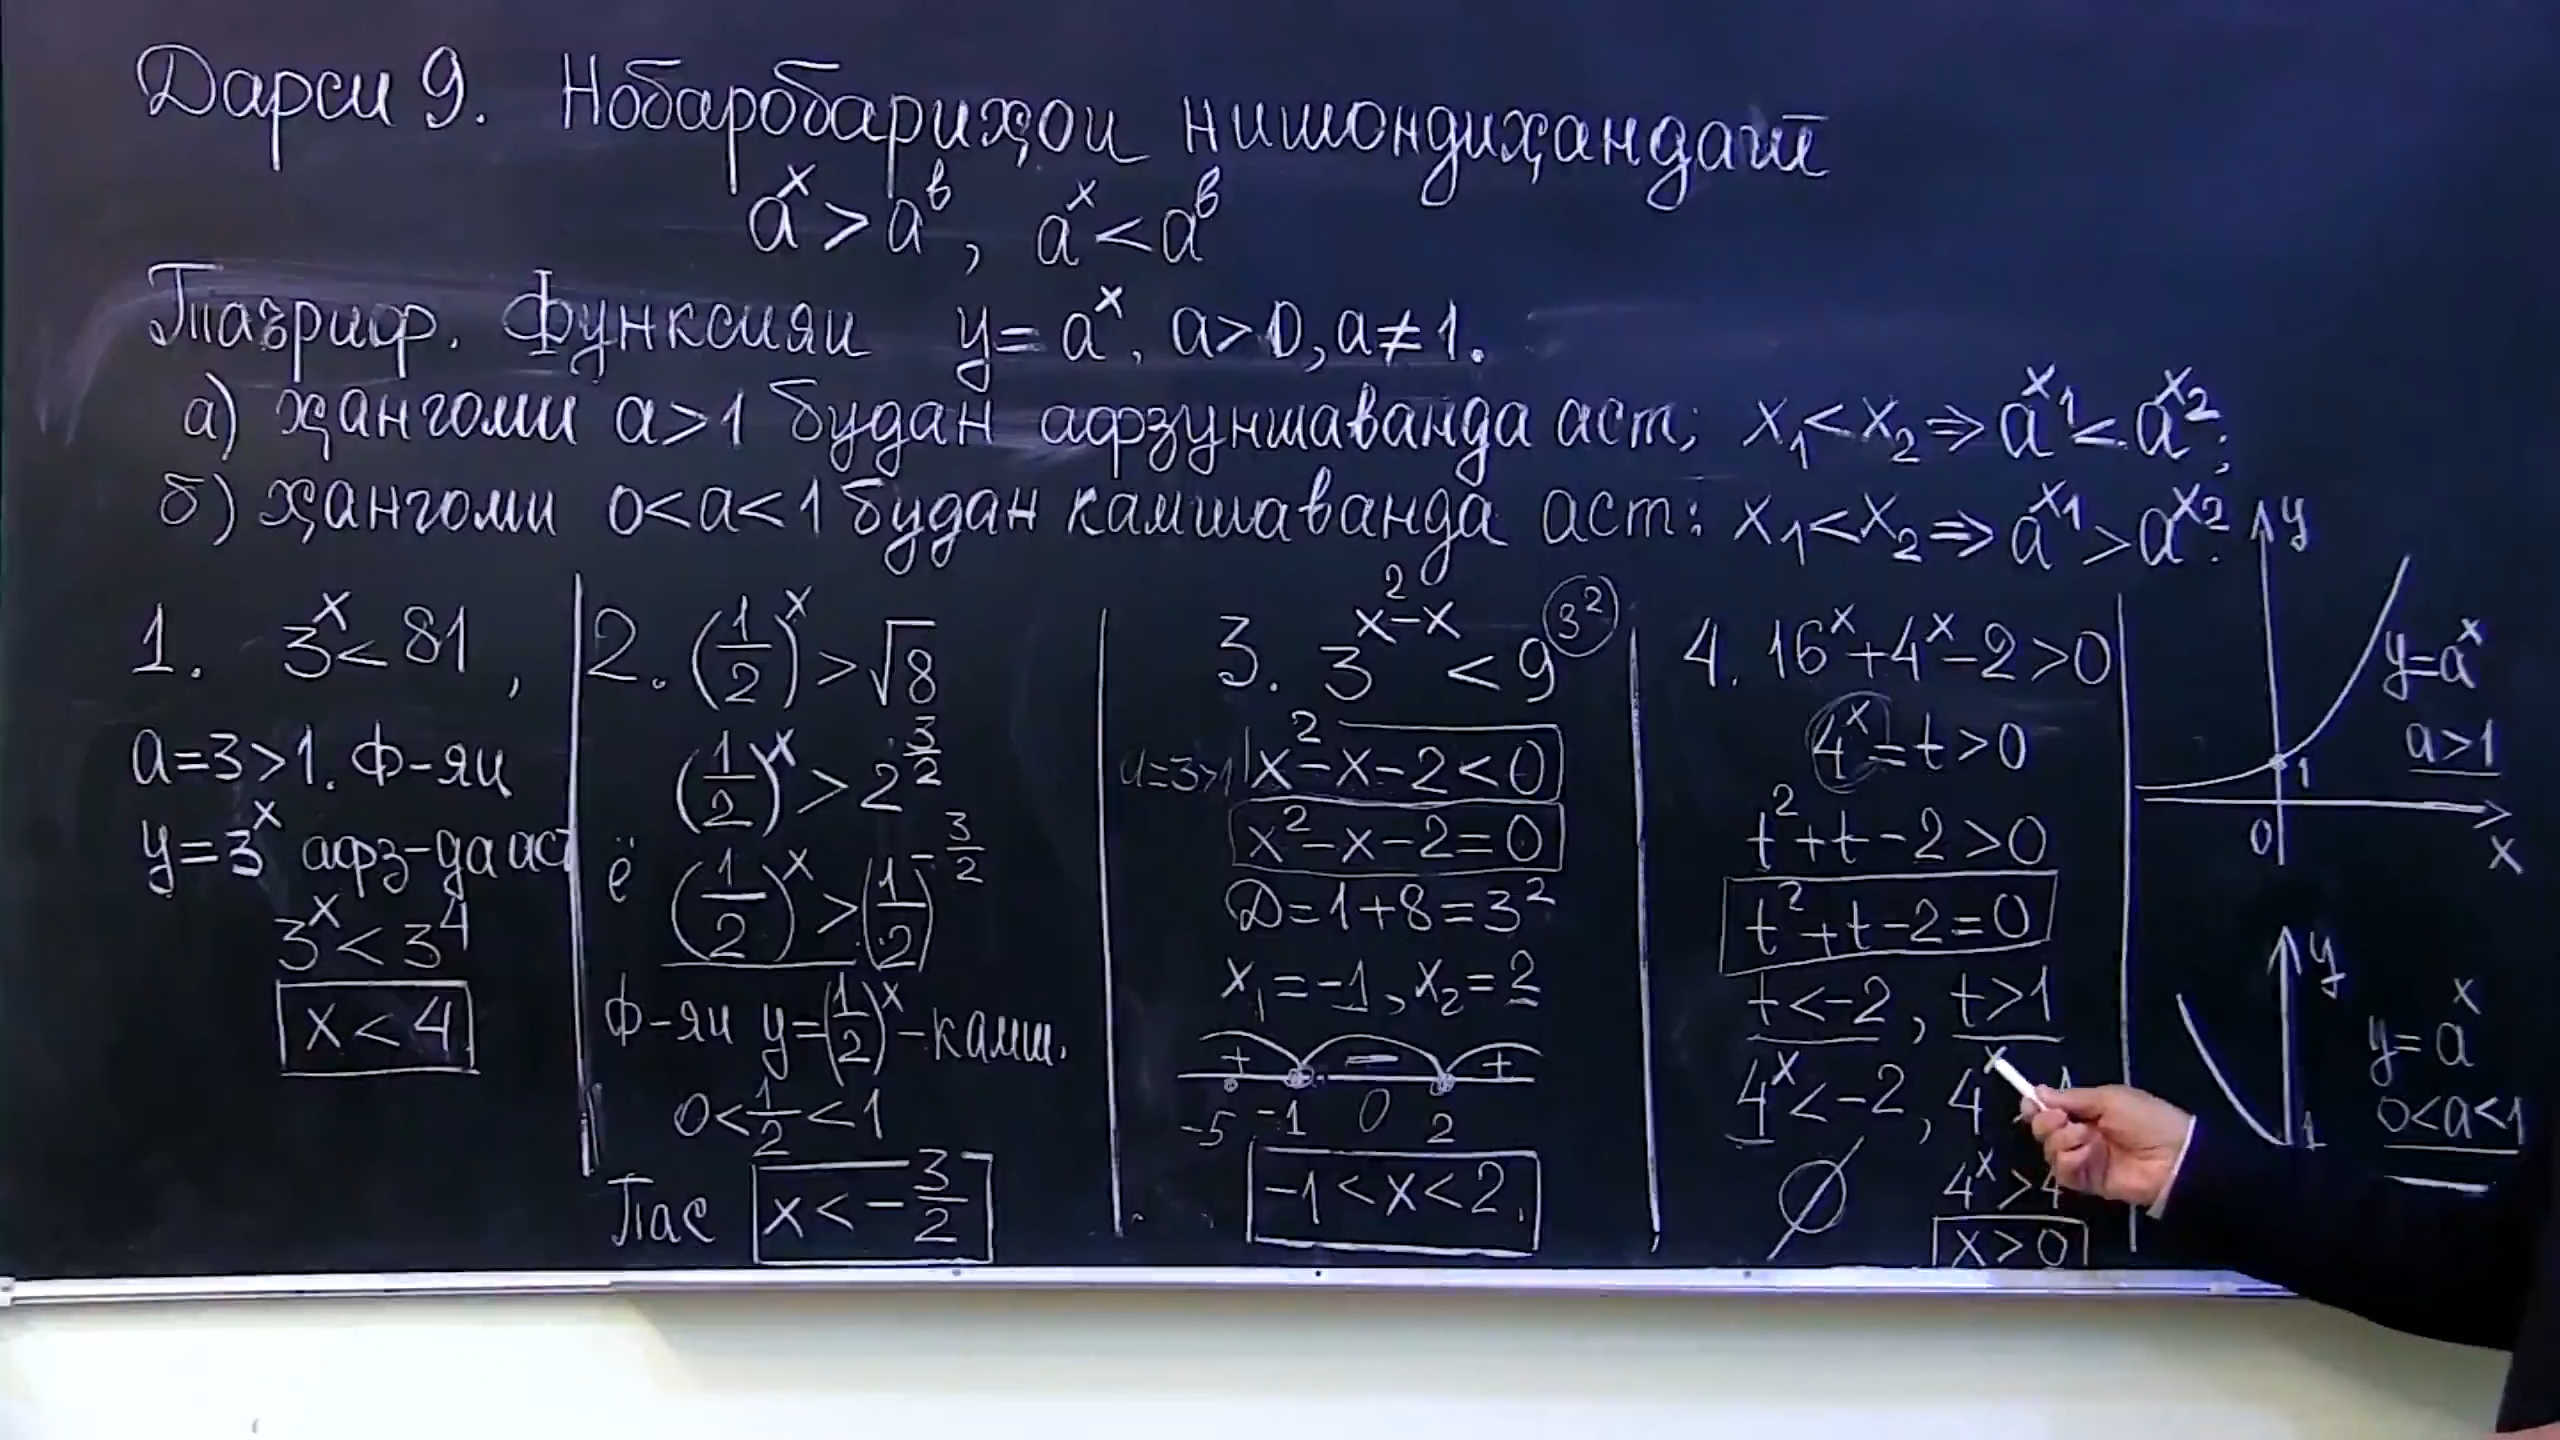 Дарси 9. Нобаробариҳои нишондиҳандагӣ
aˣ > aᵇ, aˣ < aᵇ
Таъриф. Функсияи y = aˣ, a > 0, a ≠ 1.
а) ҳангоми a > 1 будан афзуншаванда аст; x₁ < x₂ ⇒ a^x₁ < a^x₂;
б) ҳангоми 0 < a < 1 будан камшаванда аст: x₁ < x₂ ⇒ a^x₁ > a^x₂.
1. 3ˣ < 81,
a = 3 > 1. Ф-яи
y = 3ˣ афз-да аст
3ˣ < 3⁴
x < 4
2. (1/2)ˣ > √8
(1/2)ˣ > 2^(3/2)
ё (1/2)ˣ > (1/2)^(-3/2)
Ф-яи y = (1/2)ˣ – камш.
0 < 1/2 < 1
Пас x < -3/2
3. 3^(x²-x) < 9 3²
a = 3 > 1 x² - x - 2 < 0
x² - x - 2 = 0
D = 1 + 8 = 3²
x₁ = -1, x₂ = 2
+ – +
-5 -1 0 2
-1 < x < 2.
4. 16ˣ + 4ˣ - 2 > 0
4ˣ = t > 0
t² + t - 2 > 0
t² + t - 2 = 0
t < -2, t > 1
4ˣ < -2, 4ˣ
∅ 4ˣ > 4
x > 0
y
y = aˣ
a > 1
1
0
x
y
y = aˣ
0 < a < 1
1